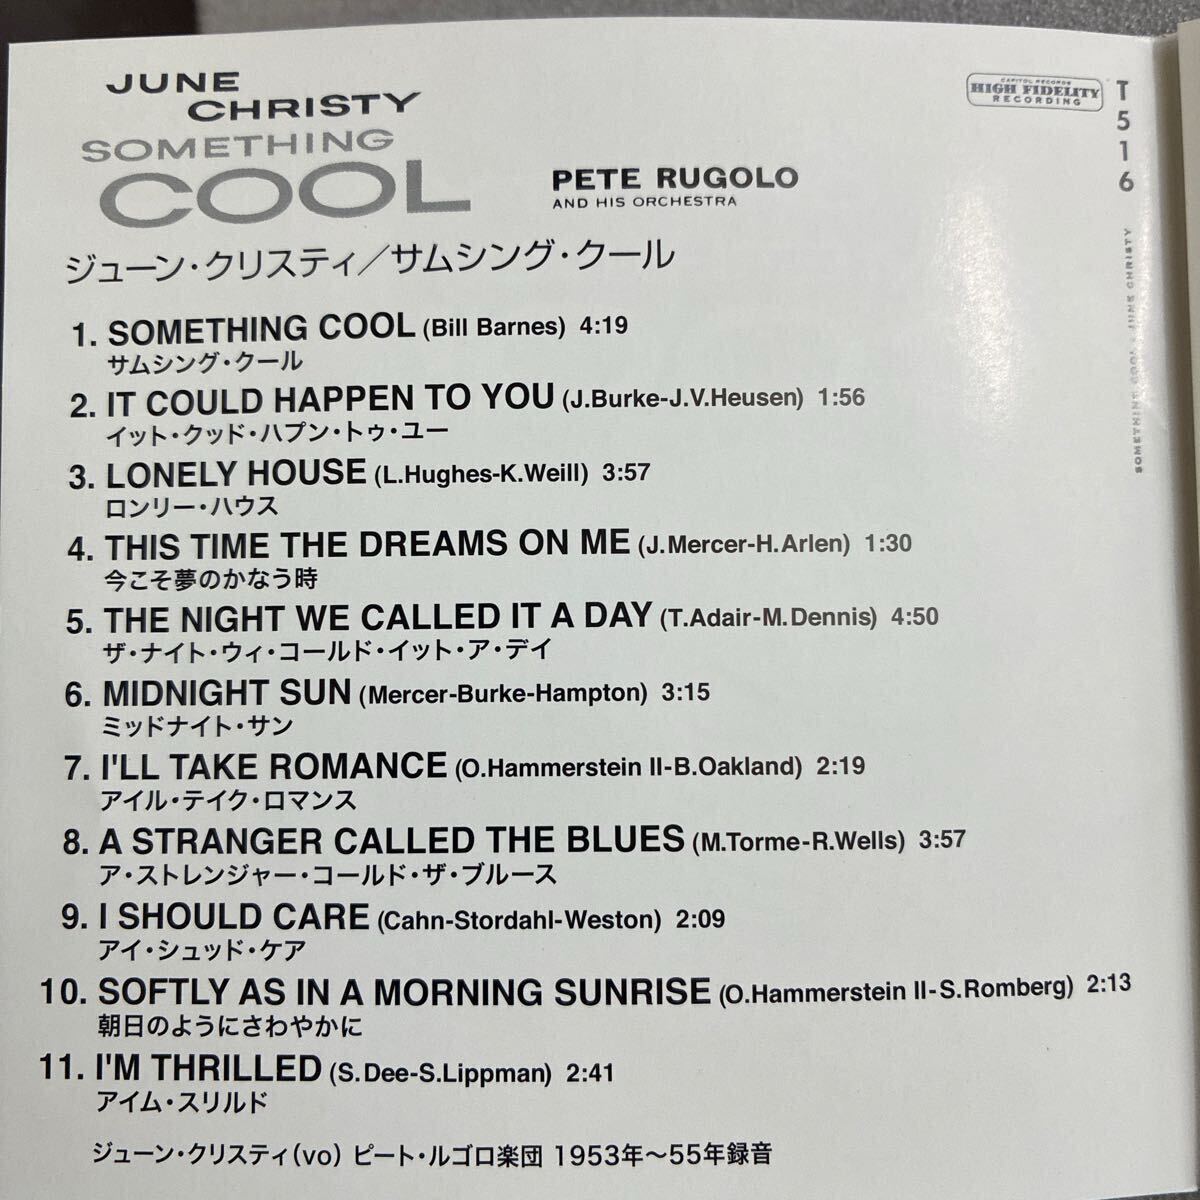 JUNE
CHRISTY
SOMETHING
COOL
PETE RUGOLO
AND HIS ORCHESTRA
CAPITOL RECORDS
HIGH FIDELITY
RECORDING
T516
SOMETHING COOL • JUNE CHRISTY
ジューン・クリスティ／サムシング・クール
1. SOMETHING COOL (Bill Barnes) 4:19
サムシング・クール
2. IT COULD HAPPEN TO YOU (J.Burke-J.V.Heusen) 1:56
イット・クッド・ハプン・トゥ・ユー
3. LONELY HOUSE (L.Hughes-K.Weill) 3:57
ロンリー・ハウス
4. THIS TIME THE DREAMS ON ME (J.Mercer-H.Arlen) 1:30
今こそ夢のかなう時
5. THE NIGHT WE CALLED IT A DAY (T.Adair-M.Dennis) 4:50
ザ・ナイト・ウィ・コールド・イット・ア・デイ
6. MIDNIGHT SUN (Mercer-Burke-Hampton) 3:15
ミッドナイト・サン
7. I'LL TAKE ROMANCE (O.Hammerstein II-B.Oakland) 2:19
アイル・テイク・ロマンス
8. A STRANGER CALLED THE BLUES (M.Torme-R.Wells) 3:57
ア・ストレンジャー・コールド・ザ・ブルース
9. I SHOULD CARE (Cahn-Stordahl-Weston) 2:09
アイ・シュッド・ケア
10. SOFTLY AS IN A MORNING SUNRISE (O.Hammerstein II-S.Romberg) 2:13
朝日のようにさわやかに
11. I'M THRILLED (S.Dee-S.Lippman) 2:41
アイム・スリルド
ジューン・クリスティ(vo) ピート・ルゴロ楽団 1953年～55年録音